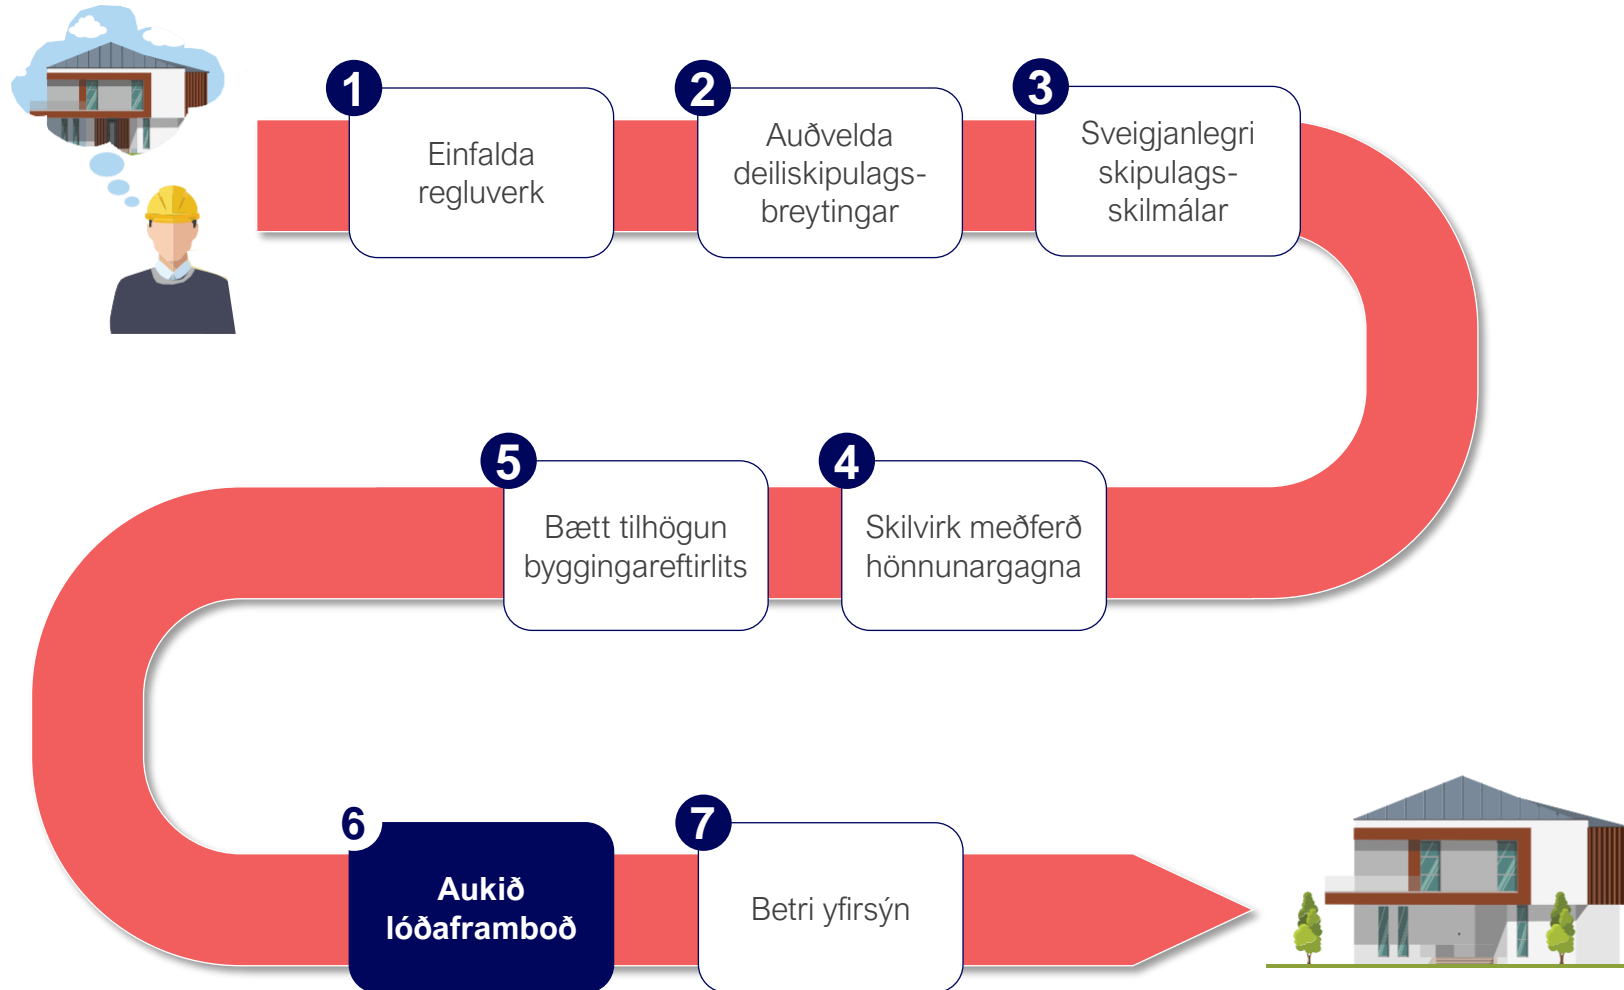 1
Einfalda
regluverk
2
Auðvelda
deiliskipulags-
breytingar
3
Sveigjanlegri
skipulags-
skilmálar
4
Skilvirk meðferð
hönnunargagna
5
Bætt tilhögun
byggingareftirlits
6
Aukið
lóðaframboð
7
Betri yfirsýn